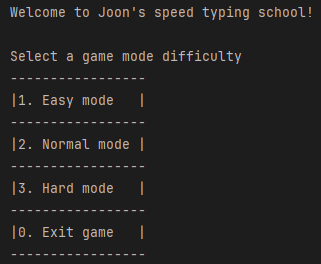 Welcome to Joon's speed typing school!

Select a game mode difficulty
-----------------
|1. Easy mode   |
-----------------
|2. Normal mode |
-----------------
|3. Hard mode   |
-----------------
|0. Exit game   |
-----------------